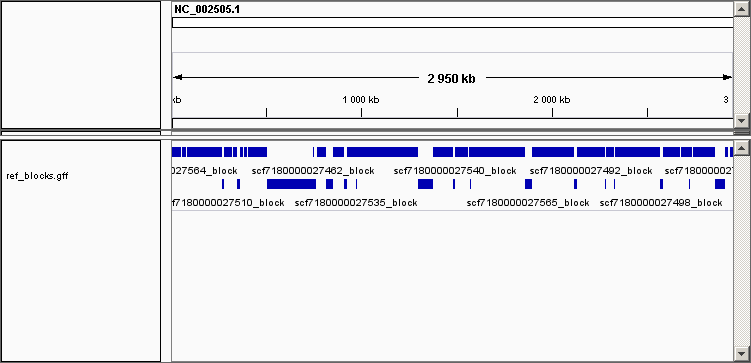 NC_002505.1
2 950 kb
kb 1 000 kb 2 000 kb 3
ref_blocks.gff
027564_block scf7180000027462_block scf7180000027540_block scf7180000027492_block scf718000002
f7180000027510_block scf7180000027535_block scf7180000027565_block scf7180000027498_block